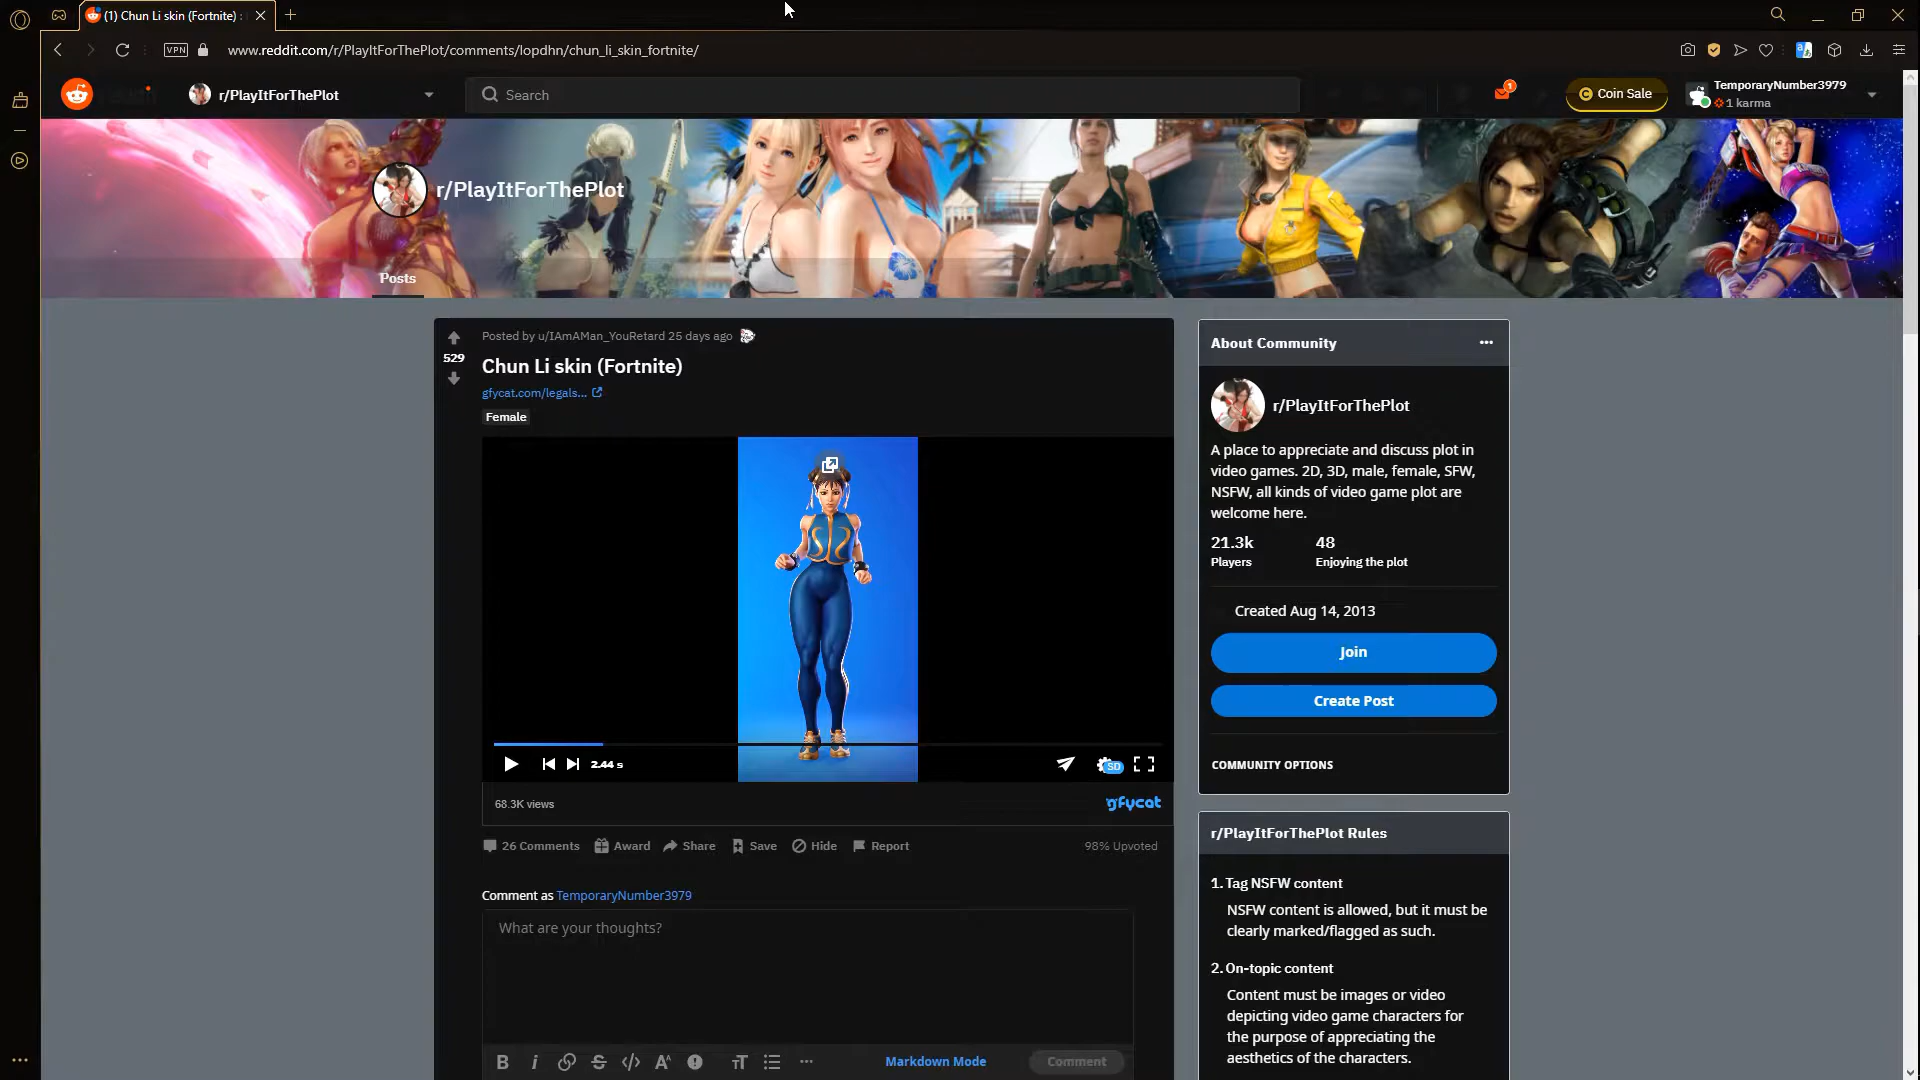 (1) Chun Li skin (Fortnite) :
VPN
www.reddit.com/r/PlayItForThePlot/comments/lopdhn/chun_li_skin_fortnite/
r/PlayItForThePlot
Search
1
Coin Sale
TemporaryNumber3979
1 karma
r/PlayItForThePlot
Posts
529
Posted by u/IAmAMan_YouRetard 25 days ago
Chun Li skin (Fortnite)
gfycat.com/legals...
Female
2.44 s
SD
68.3K views
gfycat
26 Comments
Award
Share
Save
Hide
Report
98% Upvoted
Comment as TemporaryNumber3979
What are your thoughts?
Markdown Mode
Comment
About Community
r/PlayItForThePlot
A place to appreciate and discuss plot in
video games. 2D, 3D, male, female, SFW,
NSFW, all kinds of video game plot are
welcome here.
21.3k
Players
48
Enjoying the plot
Created Aug 14, 2013
Join
Create Post
COMMUNITY OPTIONS
r/PlayItForThePlot Rules
1. Tag NSFW content
NSFW content is allowed, but it must be
clearly marked/flagged as such.
2. On-topic content
Content must be images or video
depicting video game characters for
the purpose of appreciating the
aesthetics of the characters.